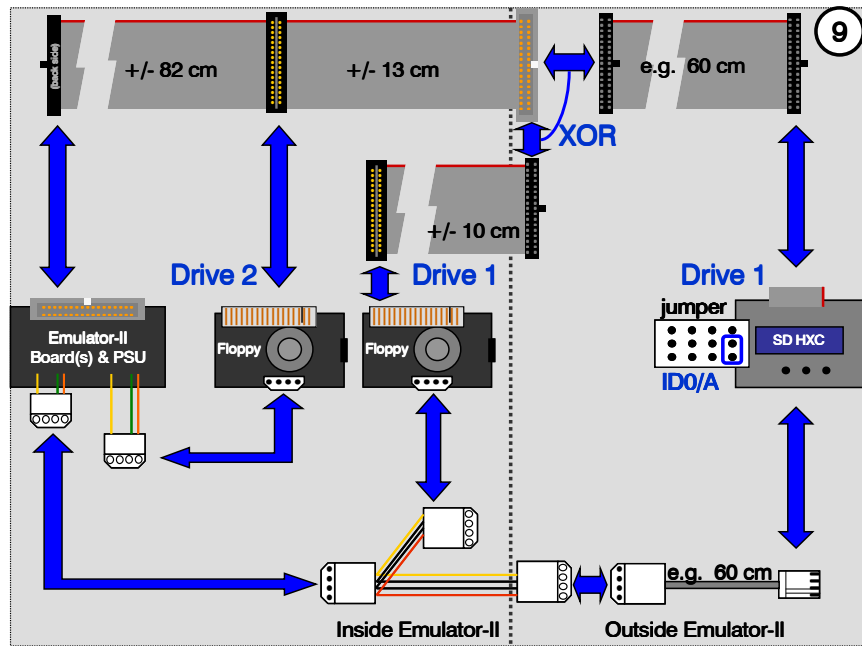 9
(back side)
+/- 82 cm
+/- 13 cm
e.g. 60 cm
XOR
+/- 10 cm
Drive 2
Drive 1
Drive 1
jumper
Emulator-II
Board(s) & PSU
Floppy
Floppy
SD HXC
ID0/A
e.g. 60 cm
Inside Emulator-II
Outside Emulator-II